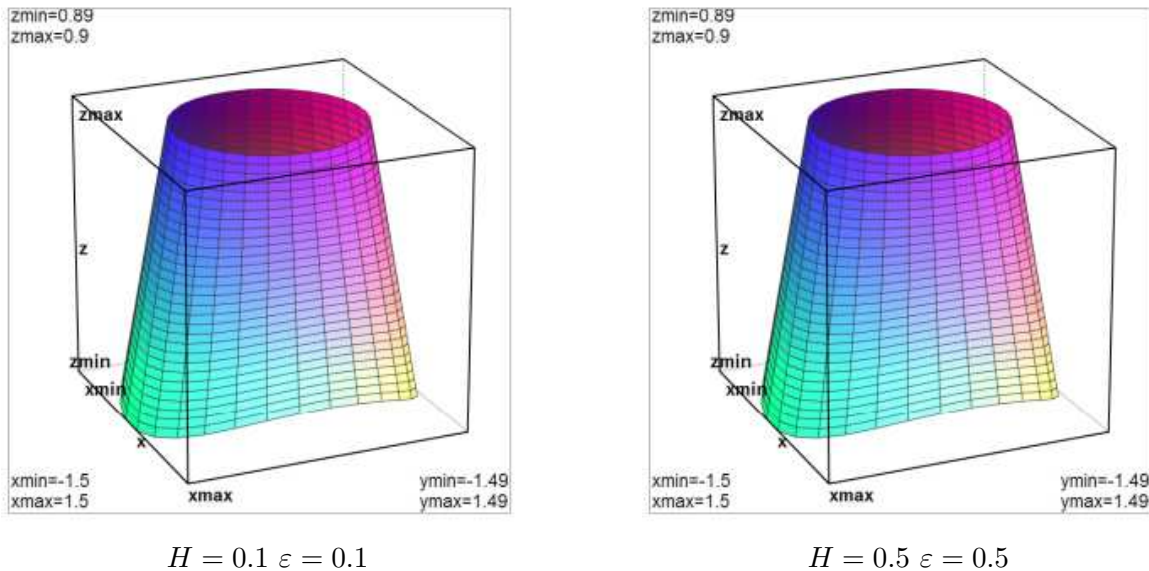 zmin=0.89
zmax=0.9
zmax
z
zmin
xmin
x
xmin=-1.5
xmax=1.5
xmax
ymin=-1.49
ymax=1.49
H = 0.1 ε = 0.1
zmin=0.89
zmax=0.9
zmax
z
zmin
xmin
x
xmin=-1.5
xmax=1.5
xmax
ymin=-1.49
ymax=1.49
H = 0.5 ε = 0.5